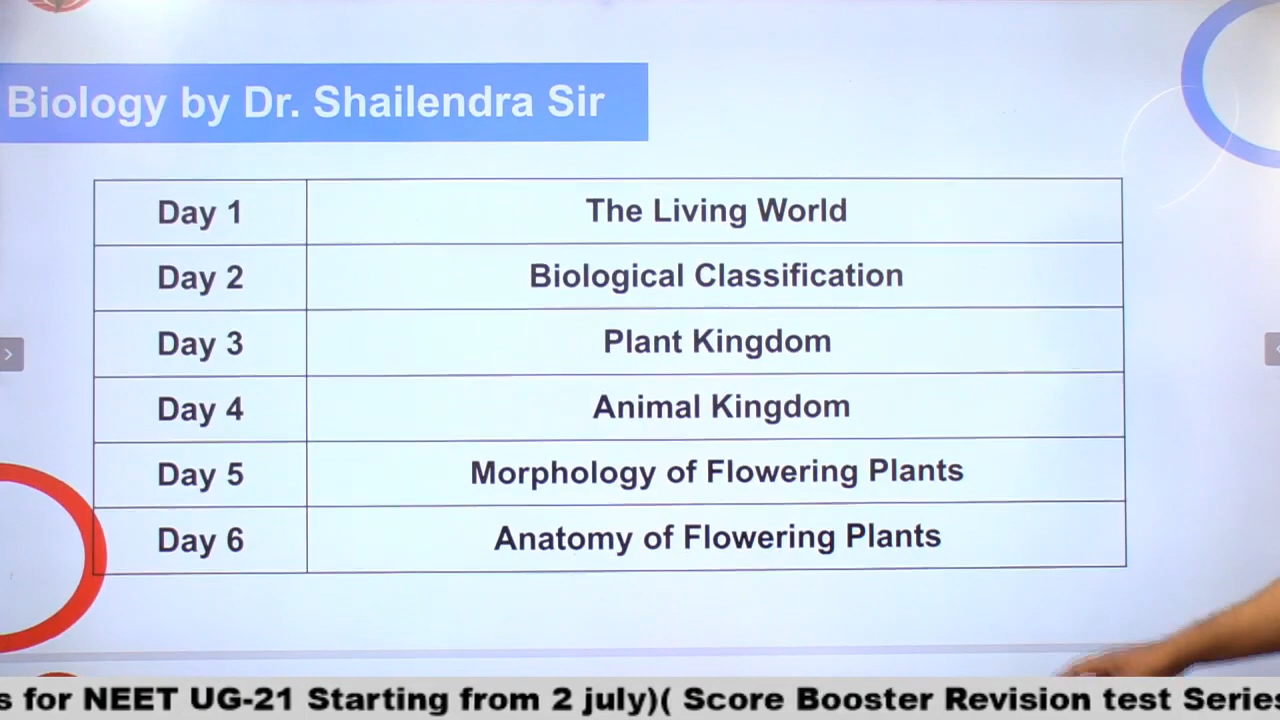 Biology by Dr. Shailendra Sir
Day 1 The Living World
Day 2 Biological Classification
Day 3 Plant Kingdom
Day 4 Animal Kingdom
Day 5 Morphology of Flowering Plants
Day 6 Anatomy of Flowering Plants
s for NEET UG-21 Starting from 2 july)( Score Booster Revision test Series